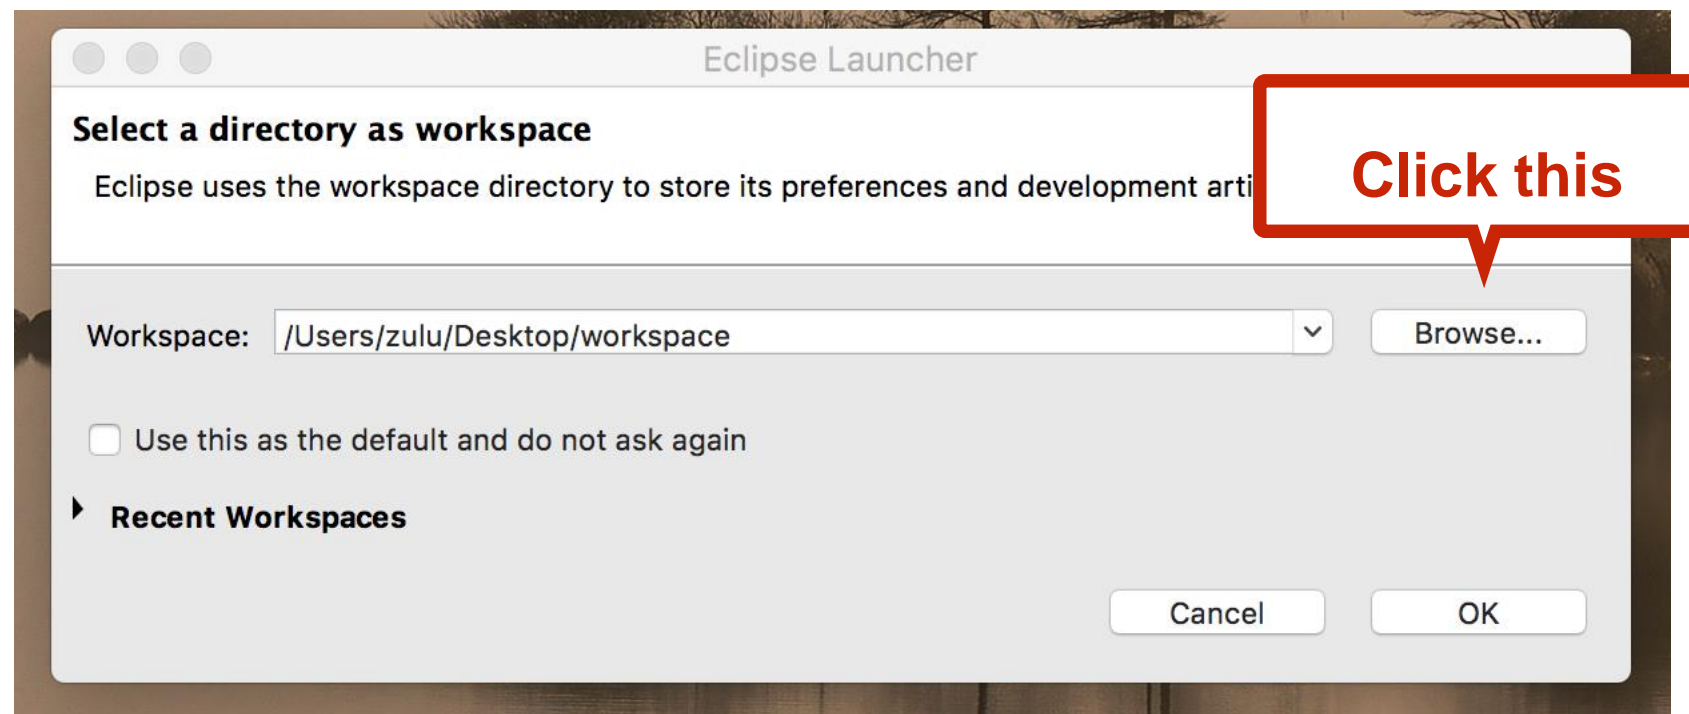 Eclipse Launcher
Select a directory as workspace
Eclipse uses the workspace directory to store its preferences and development arti
Click this
Workspace: /Users/zulu/Desktop/workspace
Browse...
Use this as the default and do not ask again
Recent Workspaces
Cancel
OK